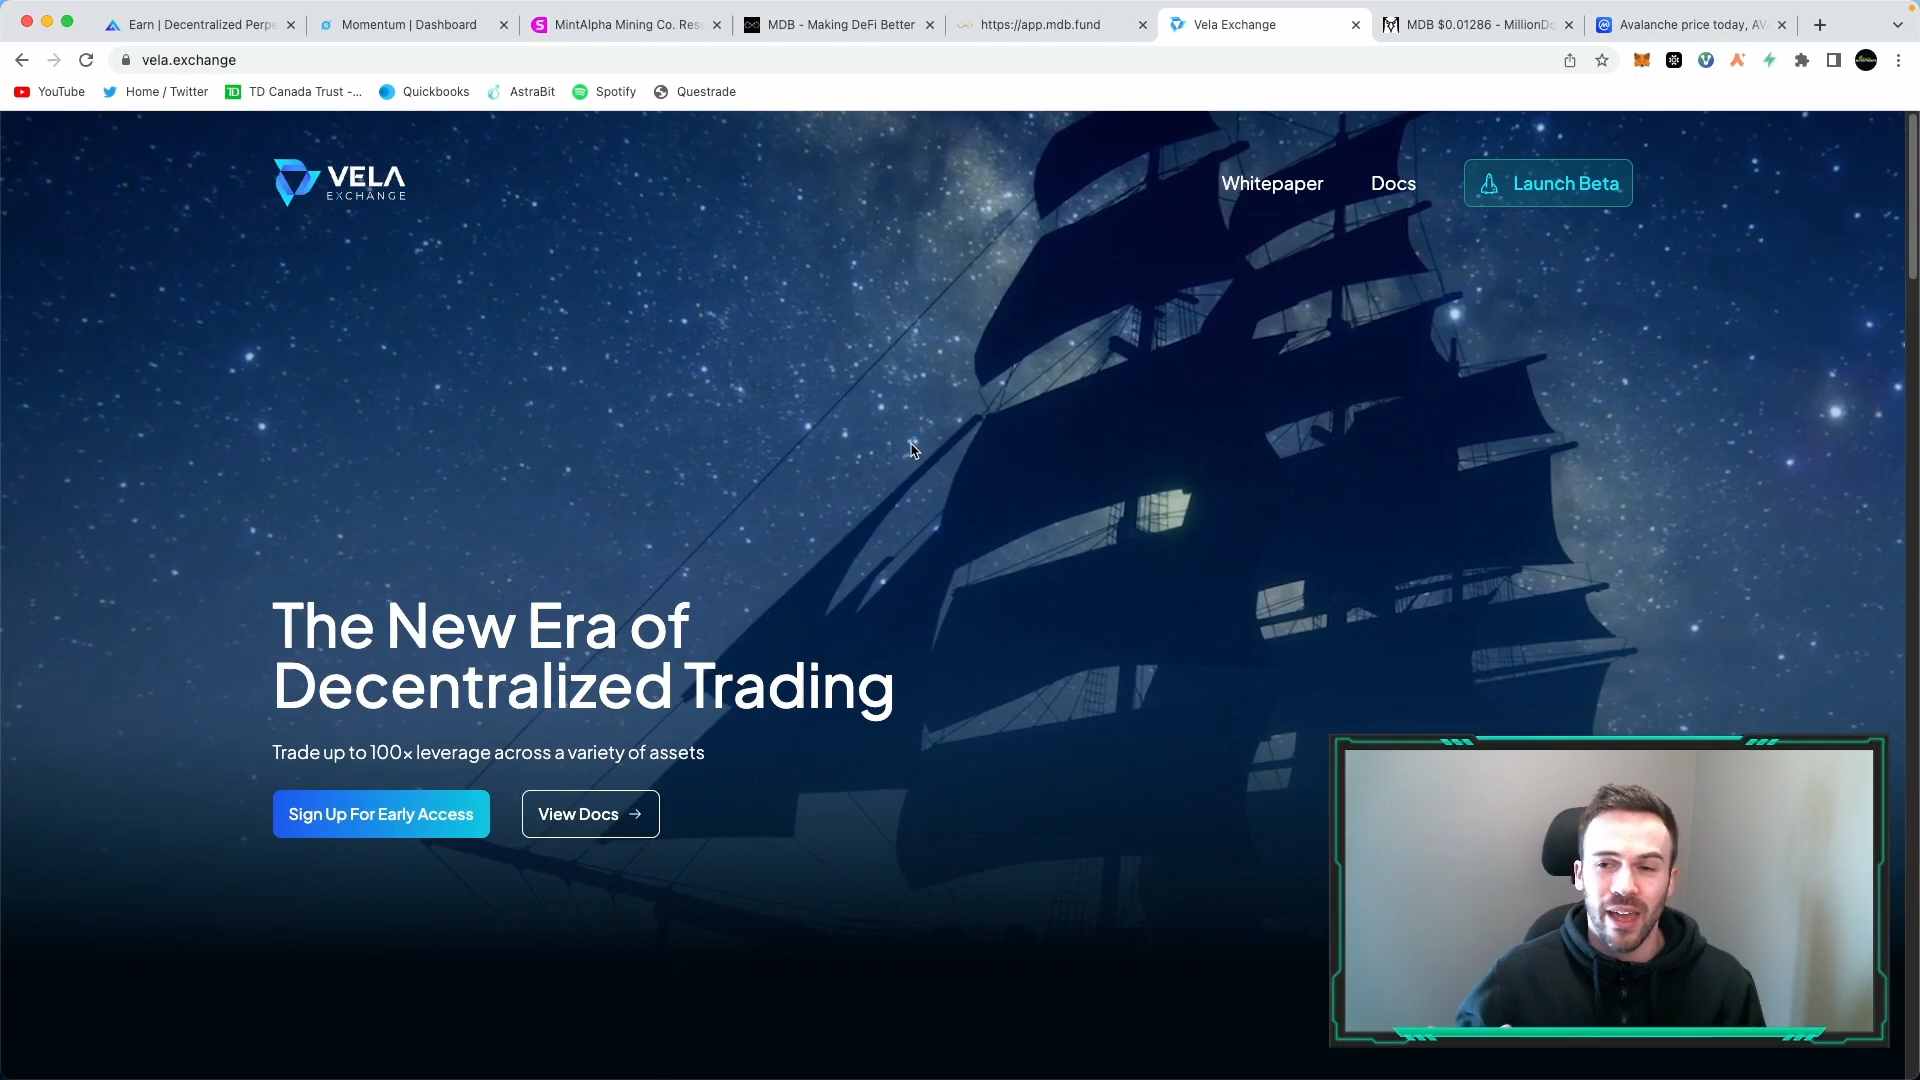 Earn | Decentralized Perpe
Momentum | Dashboard
MintAlpha Mining Co. Rese
MDB - Making DeFi Better
https://app.mdb.fund
Vela Exchange
MDB $0.01286 - MillionDo
Avalanche price today, AV
vela.exchange
YouTube
Home / Twitter
TD Canada Trust -...
Quickbooks
AstraBit
Spotify
Questrade
VELA
EXCHANGE
Whitepaper
Docs
Launch Beta
The New Era of
Decentralized Trading
Trade up to 100x leverage across a variety of assets
Sign Up For Early Access
View Docs →